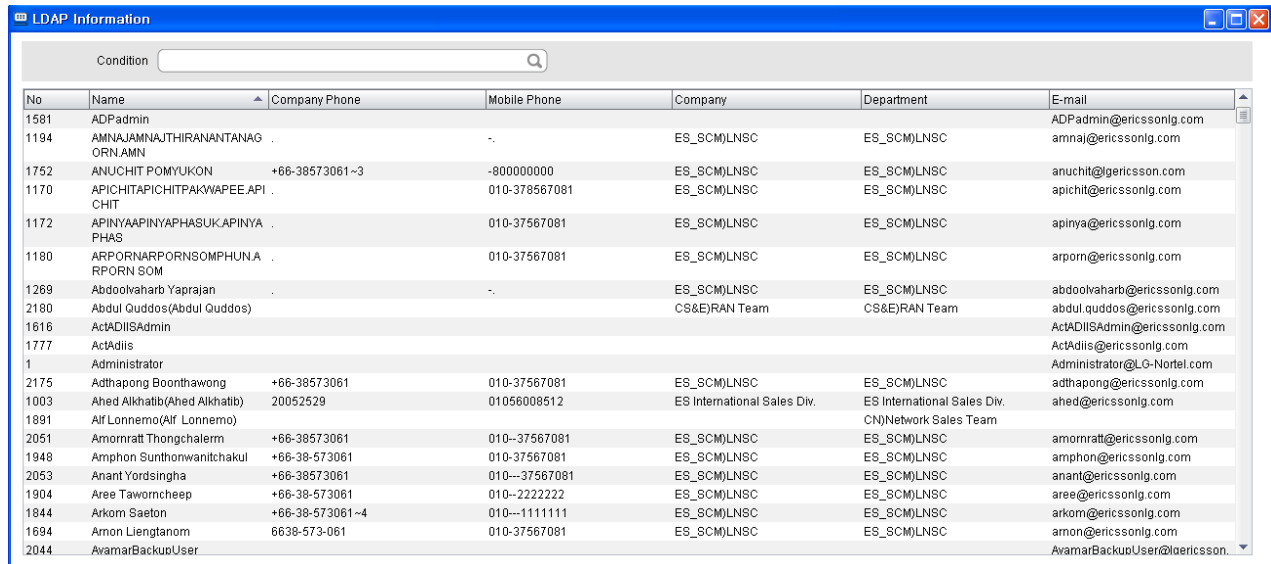 LDAP Information
Condition
No Name Company Phone Mobile Phone Company Department E-mail
1581 ADPadmin ADPadmin@ericssonlg.com
1194 AMNAJAMNAJTHIRANANTANAG . -. ES_SCM)LNSC ES_SCM)LNSC amnaj@ericssonlg.com
ORN.AMN
1752 ANUCHIT POMYUKON +66-38573061~3 -800000000 ES_SCM)LNSC ES_SCM)LNSC anuchit@lgericsson.com
1170 APICHITAPICHITPAKWAPEE.API . 010-378567081 ES_SCM)LNSC ES_SCM)LNSC apichit@ericssonlg.com
CHIT
1172 APINYAAPINYAPHASUK.APINYA . 010-37567081 ES_SCM)LNSC ES_SCM)LNSC apinya@ericssonlg.com
PHAS
1180 ARPORNARPORNSOMPHUN.A . 010-37567081 ES_SCM)LNSC ES_SCM)LNSC arporn@ericssonlg.com
RPORN SOM
1269 Abdoolvaharb Yaprajan . -. ES_SCM)LNSC ES_SCM)LNSC abdoolvaharb@ericssonlg.com
2180 Abdul Quddos(Abdul Quddos) CS&E)RAN Team CS&E)RAN Team abdul.quddos@ericssonlg.com
1616 ActADIISAdmin ActADIISAdmin@ericssonlg.com
1777 ActAdiis ActAdiis@ericssonlg.com
1 Administrator Administrator@LG-Nortel.com
2175 Adthapong Boonthawong +66-38573061 010-37567081 ES_SCM)LNSC ES_SCM)LNSC adthapong@ericssonlg.com
1003 Ahed Alkhatib(Ahed Alkhatib) 20052529 01056008512 ES International Sales Div. ES International Sales Div. ahed@ericssonlg.com
1891 Alf Lonnemo(Alf Lonnemo) CN)Network Sales Team
2051 Amornratt Thongchalerm +66-38573061 010--37567081 ES_SCM)LNSC ES_SCM)LNSC amornratt@ericssonlg.com
1948 Amphon Sunthonwanitchakul +66-38-573061 010-37567081 ES_SCM)LNSC ES_SCM)LNSC amphon@ericssonlg.com
2053 Anant Yordsingha +66-38573061 010---37567081 ES_SCM)LNSC ES_SCM)LNSC anant@ericssonlg.com
1904 Aree Taworncheep +66-38-573061 010--2222222 ES_SCM)LNSC ES_SCM)LNSC aree@ericssonlg.com
1844 Arkom Saeton +66-38-573061~4 010---1111111 ES_SCM)LNSC ES_SCM)LNSC arkom@ericssonlg.com
1694 Arnon Liengtanom 6638-573-061 010-37567081 ES_SCM)LNSC ES_SCM)LNSC arnon@ericssonlg.com
2044 AvamarBackupUser AvamarBackupUser@lgericsson.